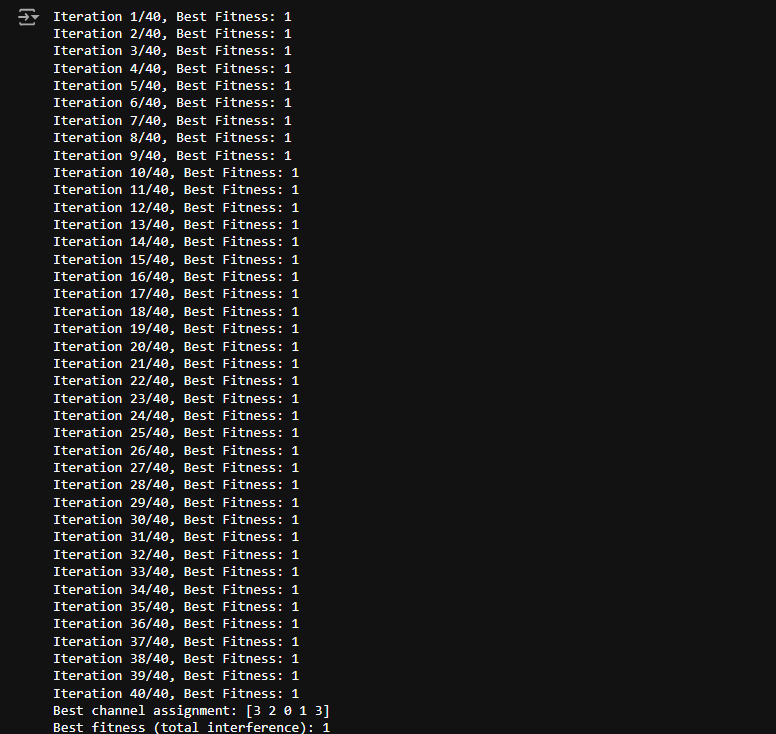 Iteration 1/40, Best Fitness: 1
Iteration 2/40, Best Fitness: 1
Iteration 3/40, Best Fitness: 1
Iteration 4/40, Best Fitness: 1
Iteration 5/40, Best Fitness: 1
Iteration 6/40, Best Fitness: 1
Iteration 7/40, Best Fitness: 1
Iteration 8/40, Best Fitness: 1
Iteration 9/40, Best Fitness: 1
Iteration 10/40, Best Fitness: 1
Iteration 11/40, Best Fitness: 1
Iteration 12/40, Best Fitness: 1
Iteration 13/40, Best Fitness: 1
Iteration 14/40, Best Fitness: 1
Iteration 15/40, Best Fitness: 1
Iteration 16/40, Best Fitness: 1
Iteration 17/40, Best Fitness: 1
Iteration 18/40, Best Fitness: 1
Iteration 19/40, Best Fitness: 1
Iteration 20/40, Best Fitness: 1
Iteration 21/40, Best Fitness: 1
Iteration 22/40, Best Fitness: 1
Iteration 23/40, Best Fitness: 1
Iteration 24/40, Best Fitness: 1
Iteration 25/40, Best Fitness: 1
Iteration 26/40, Best Fitness: 1
Iteration 27/40, Best Fitness: 1
Iteration 28/40, Best Fitness: 1
Iteration 29/40, Best Fitness: 1
Iteration 30/40, Best Fitness: 1
Iteration 31/40, Best Fitness: 1
Iteration 32/40, Best Fitness: 1
Iteration 33/40, Best Fitness: 1
Iteration 34/40, Best Fitness: 1
Iteration 35/40, Best Fitness: 1
Iteration 36/40, Best Fitness: 1
Iteration 37/40, Best Fitness: 1
Iteration 38/40, Best Fitness: 1
Iteration 39/40, Best Fitness: 1
Iteration 40/40, Best Fitness: 1
Best channel assignment: [3 2 0 1 3]
Best fitness (total interference): 1